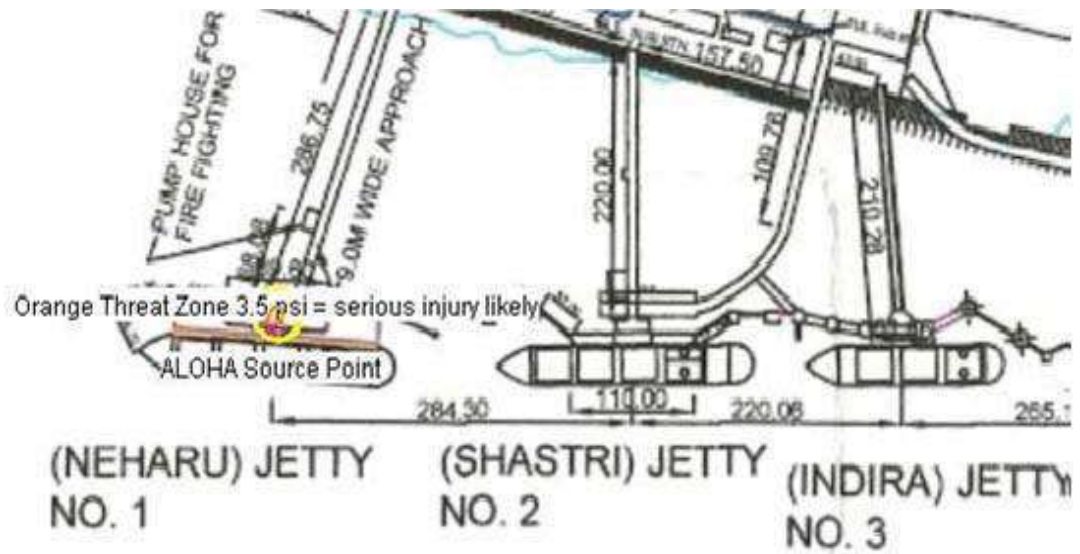 PUMP HOUSE FOR
FIRE FIGHTING
286.75
9.0M WIDE APPROACH
157.50
220.00
109.76
210.28
Orange Threat Zone 3.5 psi = serious injury likely
ALOHA Source Point
284.30
110.00
220.06
(NEHARU) JETTY
NO. 1
(SHASTRI) JETTY
NO. 2
(INDIRA) JETTY
NO. 3